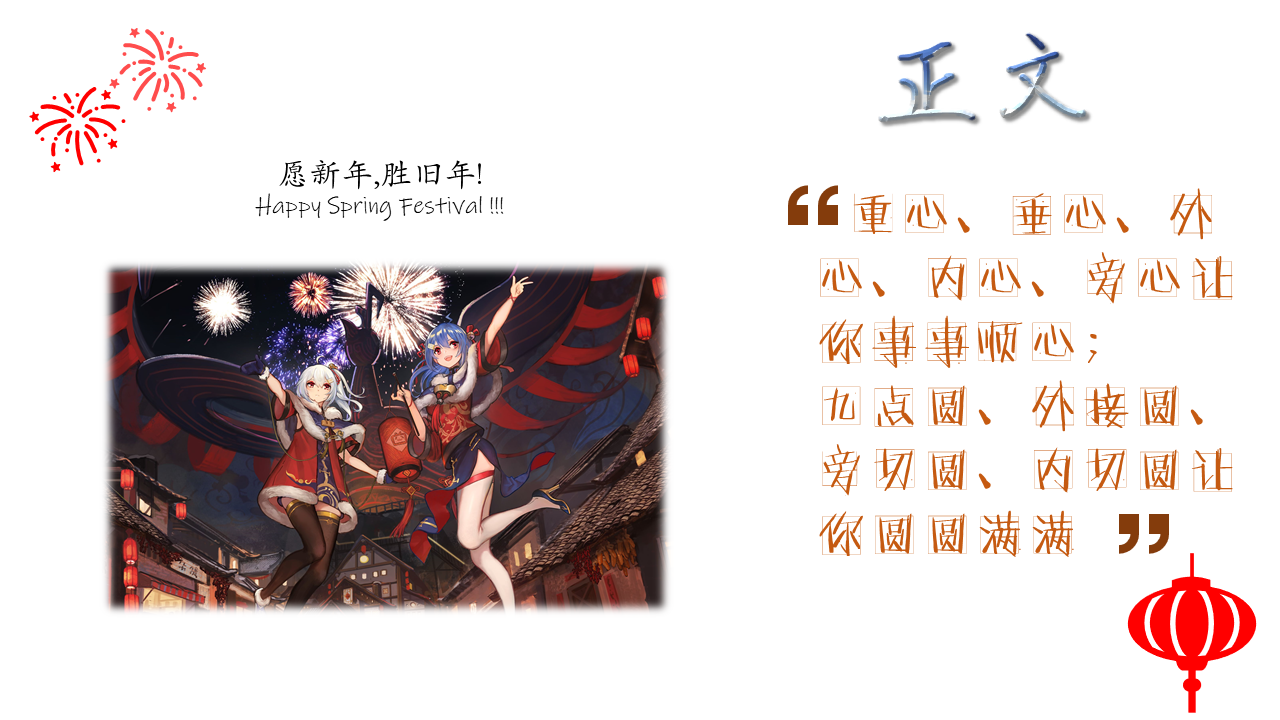 正文
愿新年,胜旧年!
Happy Spring Festival !!!
“重心、垂心、外
心、内心、旁心让
你事事顺心；
九点圆、外接圆、
旁切圆、内切圆让
你圆圆满满”